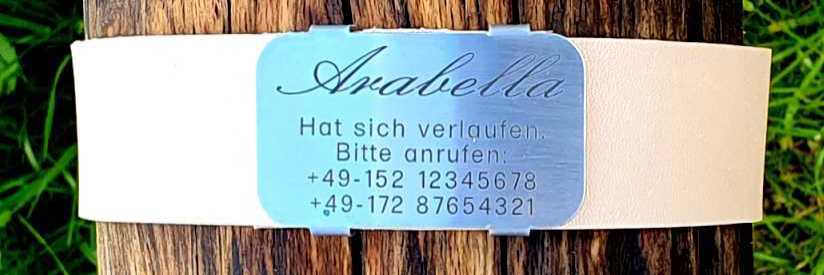 Arabella
Hat sich verlaufen.
Bitte anrufen:
+49-152 12345678
+49-172 87654321